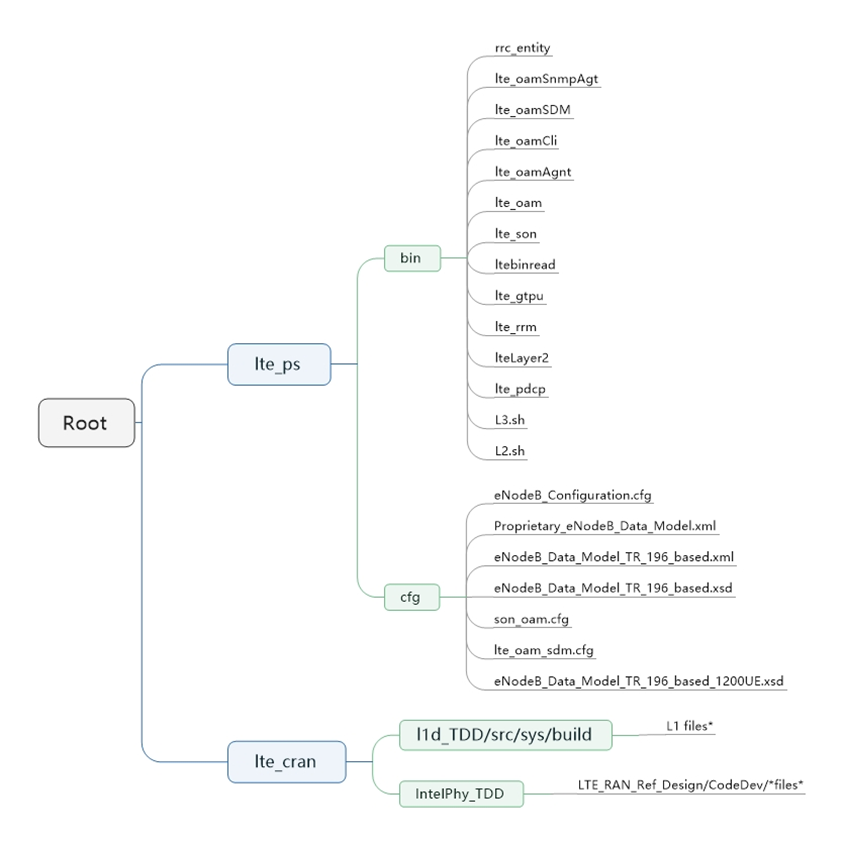 rrc_entity
lte_oamSnmpAgt
lte_oamSDM
lte_oamCli
lte_oamAgnt
lte_oam
lte_son
bin
ltebinread
lte_gtpu
lte_rrm
lteLayer2
lte_ps
lte_pdcp
Root
L3.sh
L2.sh
eNodeB_Configuration.cfg
Proprietary_eNodeB_Data_Model.xml
eNodeB_Data_Model_TR_196_based.xml
eNodeB_Data_Model_TR_196_based.xsd
cfg
son_oam.cfg
lte_oam_sdm.cfg
eNodeB_Data_Model_TR_196_based_1200UE.xsd
l1d_TDD/src/sys/build
L1 files*
lte_cran
IntelPhy_TDD
LTE_RAN_Ref_Design/CodeDev/*files*